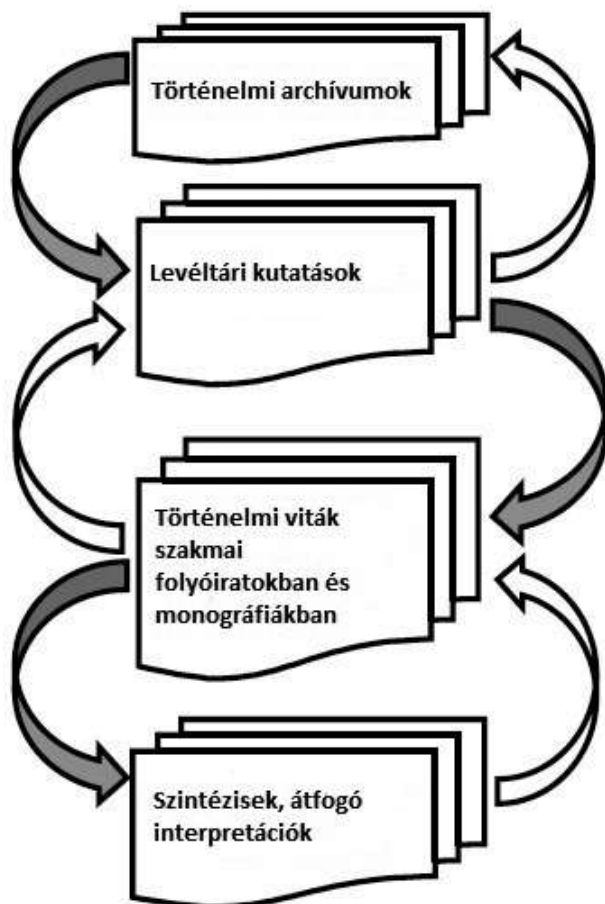 Történelmi archívumok
Levéltári kutatások
Történelmi viták
szakmai
folyóiratokban és
monográfiákban
Szintézisek, átfogó
interpretációk